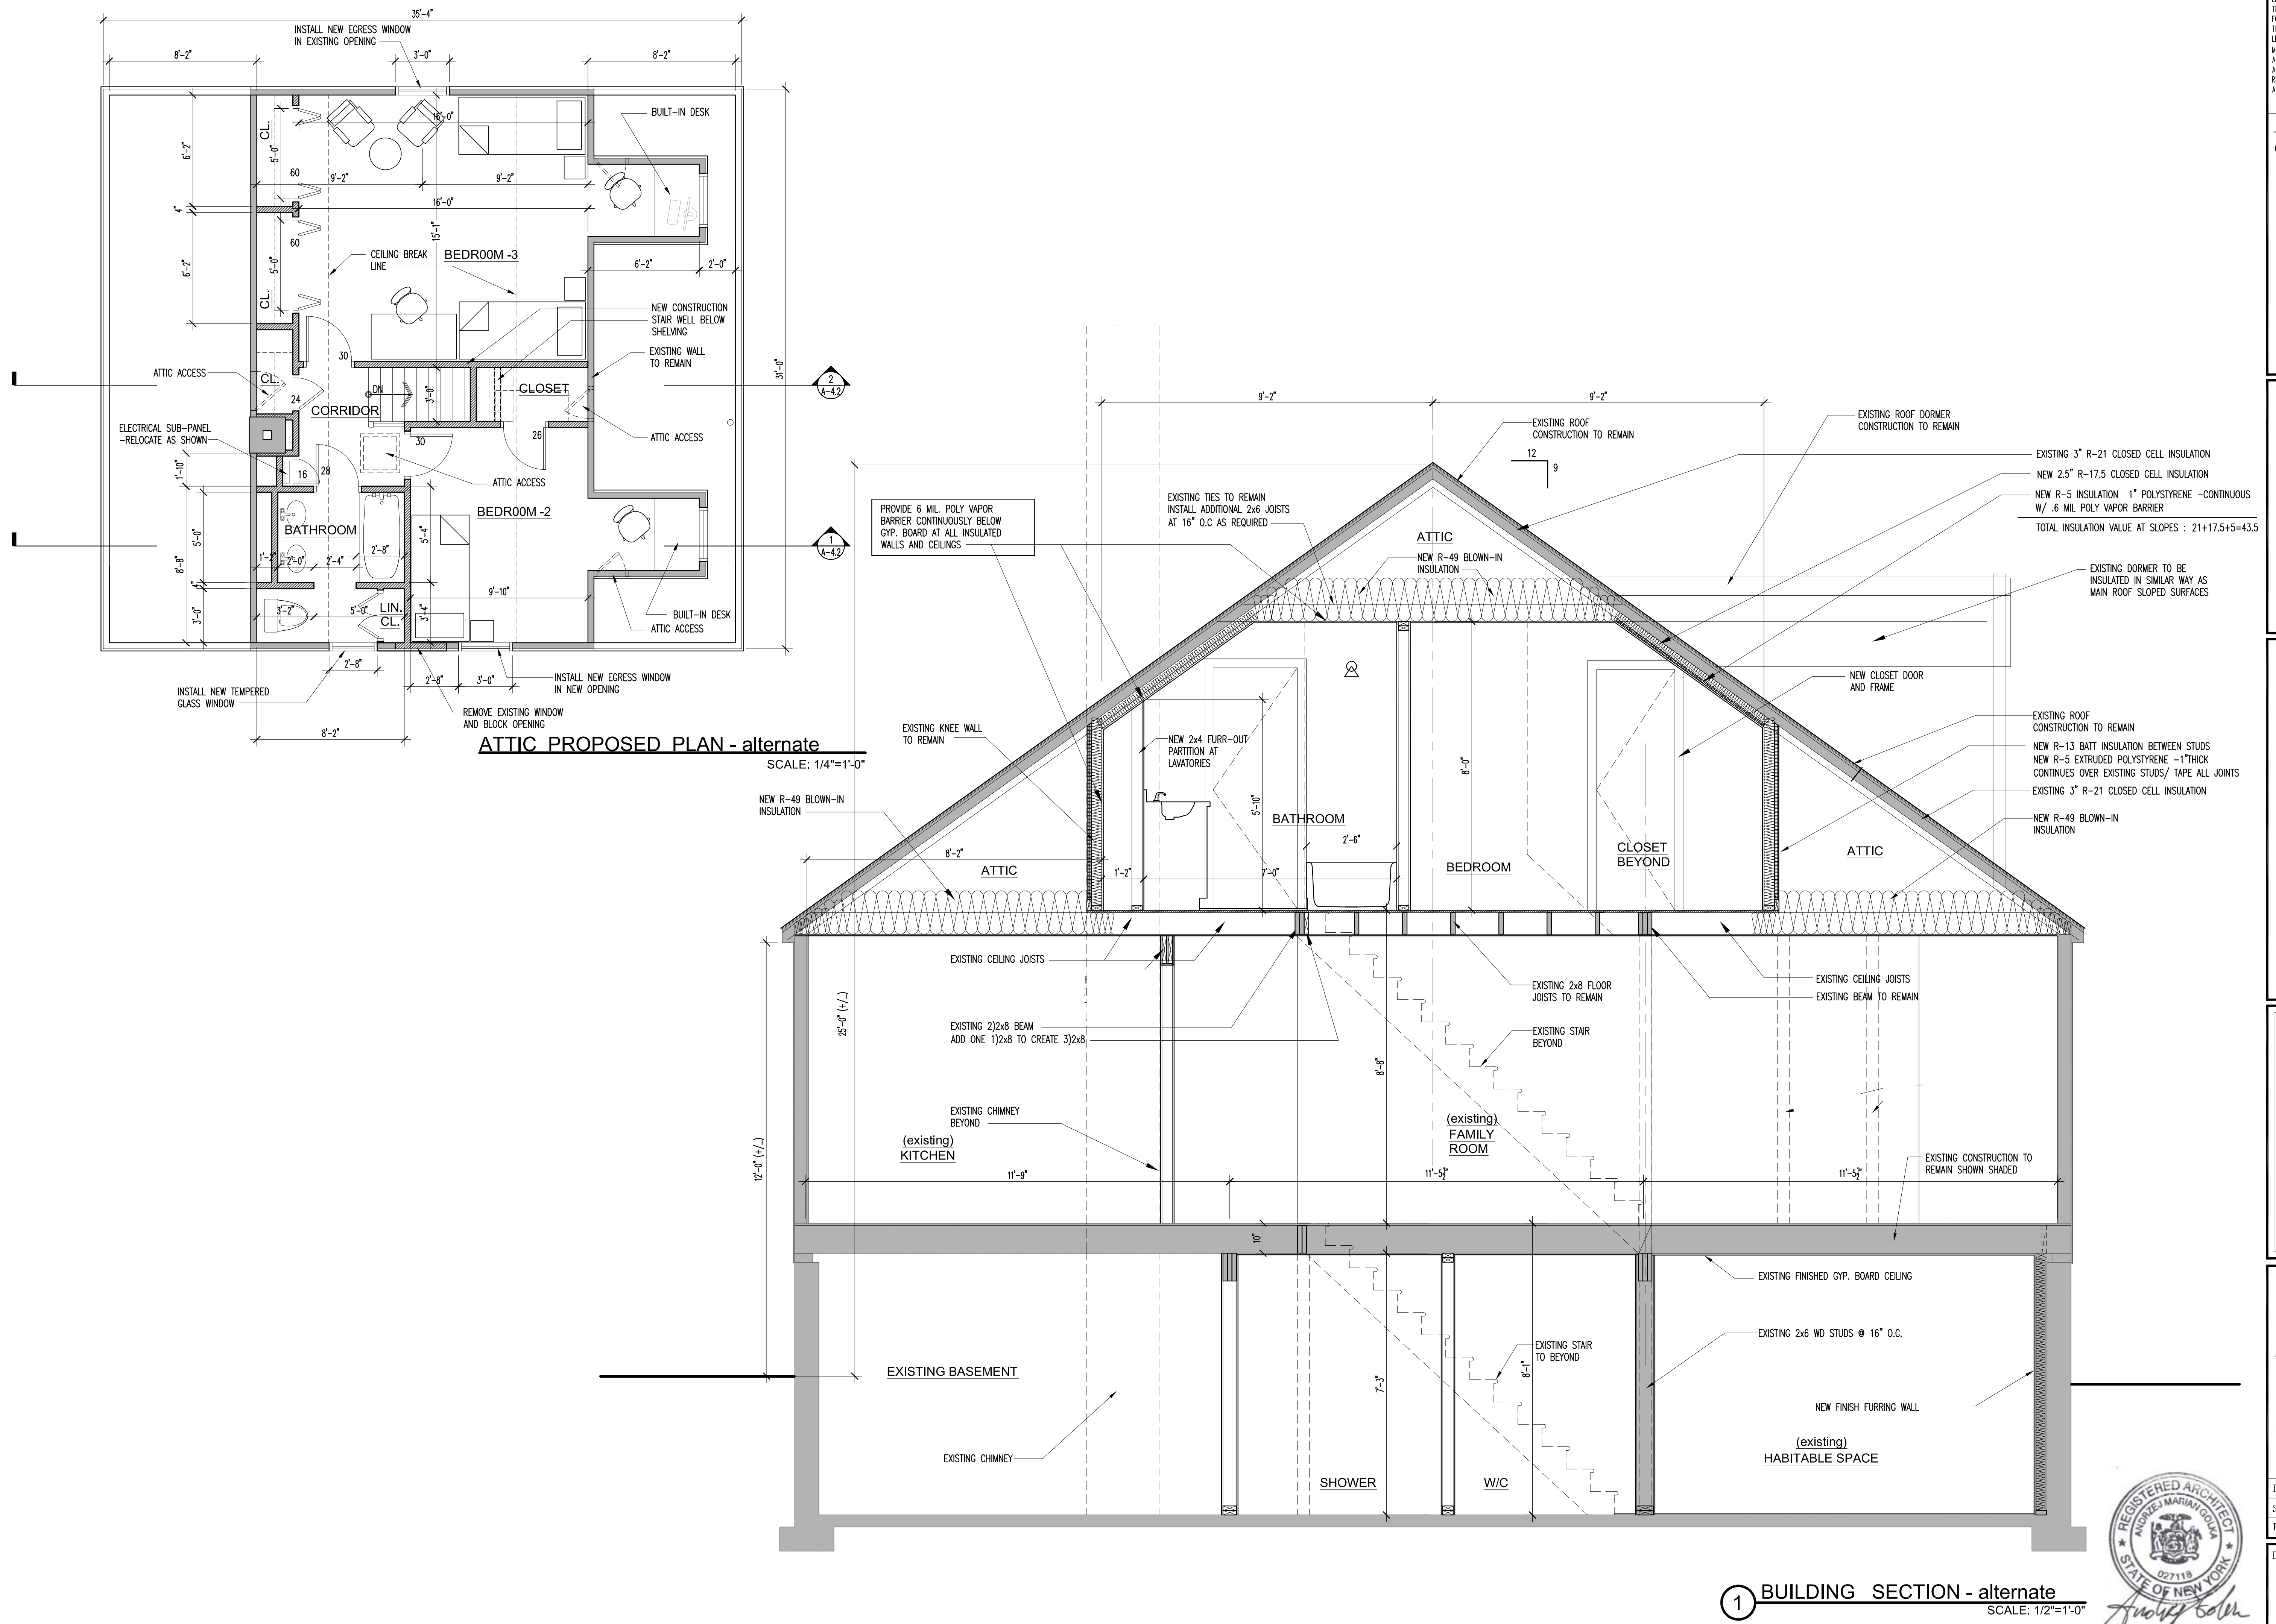 35'-4"
INSTALL NEW EGRESS WINDOW
IN EXISTING OPENING
8'-2"
3'-0"
8'-2"
CL.
16'-0"
BUILT-IN DESK
6'-2"
5'-0"
60
9'-2"
9'-2"
4"
16'-0"
15'-1"
60
CEILING BREAK
LINE
BEDR00M -3
6'-2"
5'-0"
CL.
6'-2"
2'-0"
NEW CONSTRUCTION
STAIR WELL BELOW
SHELVING
EXISTING WALL
TO REMAIN
31'-0"
30
ATTIC ACCESS
CL.
24
DN
3'-0"
CLOSET
2
A-4.2
CORRIDOR
ELECTRICAL SUB-PANEL
-RELOCATE AS SHOWN
30
26
ATTIC ACCESS
1'-10"
16
28
ATTIC ACCESS
BEDR00M -2
BATHROOM
5'-0"
8'-8"
5'-4"
1'-2"
2'-0"
2'-4"
2'-8"
1
A-4.2
4"
9'-10"
3'-0"
3'-2"
5'-0"
LIN.
CL.
3'-4"
BUILT-IN DESK
ATTIC ACCESS
2'-8"
2'-8"
3'-0"
INSTALL NEW EGRESS WINDOW
IN NEW OPENING
INSTALL NEW TEMPERED
GLASS WINDOW
REMOVE EXISTING WINDOW
AND BLOCK OPENING
8'-2"
ATTIC PROPOSED PLAN - alternate
SCALE: 1/4"=1'-0"
9'-2"
9'-2"
EXISTING ROOF
CONSTRUCTION TO REMAIN
EXISTING ROOF DORMER
CONSTRUCTION TO REMAIN
12
9
EXISTING 3" R-21 CLOSED CELL INSULATION
NEW 2.5" R-17.5 CLOSED CELL INSULATION
NEW R-5 INSULATION 1" POLYSTYRENE -CONTINUOUS
W/ .6 MIL POLY VAPOR BARRIER
TOTAL INSULATION VALUE AT SLOPES : 21+17.5+5=43.5
PROVIDE 6 MIL. POLY VAPOR
BARRIER CONTINUOUSLY BELOW
GYP. BOARD AT ALL INSULATED
WALLS AND CEILINGS
EXISTING TIES TO REMAIN
INSTALL ADDITIONAL 2x6 JOISTS
AT 16" O.C AS REQUIRED
ATTIC
NEW R-49 BLOWN-IN
INSULATION
EXISTING DORMER TO BE
INSULATED IN SIMILAR WAY AS
MAIN ROOF SLOPED SURFACES
NEW CLOSET DOOR
AND FRAME
EXISTING KNEE WALL
TO REMAIN
NEW 2x4 FURR-OUT
PARTITION AT
LAVATORIES
EXISTING ROOF
CONSTRUCTION TO REMAIN
NEW R-13 BATT INSULATION BETWEEN STUDS
NEW R-5 EXTRUDED POLYSTYRENE -1"THICK
CONTINUES OVER EXISTING STUDS/ TAPE ALL JOINTS
EXISTING 3" R-21 CLOSED CELL INSULATION
NEW R-49 BLOWN-IN
INSULATION
NEW R-49 BLOWN-IN
INSULATION
8'-0"
5'-10"
BATHROOM
2'-6"
8'-2"
ATTIC
1'-2"
7'-0"
BEDROOM
CLOSET
BEYOND
ATTIC
EXISTING CEILING JOISTS
EXISTING 2x8 FLOOR
JOISTS TO REMAIN
EXISTING CEILING JOISTS
EXISTING BEAM TO REMAIN
25'-0" (+/_)
EXISTING 2)2x8 BEAM
ADD ONE 1)2x8 TO CREATE 3)2x8
EXISTING STAIR
BEYOND
8'-8"
12'-0" (+/_)
EXISTING CHIMNEY
BEYOND
(existing)
KITCHEN
(existing)
FAMILY
ROOM
EXISTING CONSTRUCTION TO
REMAIN SHOWN SHADED
11'-9"
11'-5½"
11'-5½"
10"
EXISTING FINISHED GYP. BOARD CEILING
EXISTING 2x6 WD STUDS @ 16" O.C.
EXISTING STAIR
TO BEYOND
EXISTING BASEMENT
7'-3"
8'-1"
NEW FINISH FURRING WALL
EXISTING CHIMNEY
(existing)
HABITABLE SPACE
SHOWER
W/C
REGISTERED ARCHITECT
ANDRZEJ MARIAN GOLKA
027118
STATE OF NEW YORK
1
BUILDING SECTION - alternate
SCALE: 1/2"=1'-0"